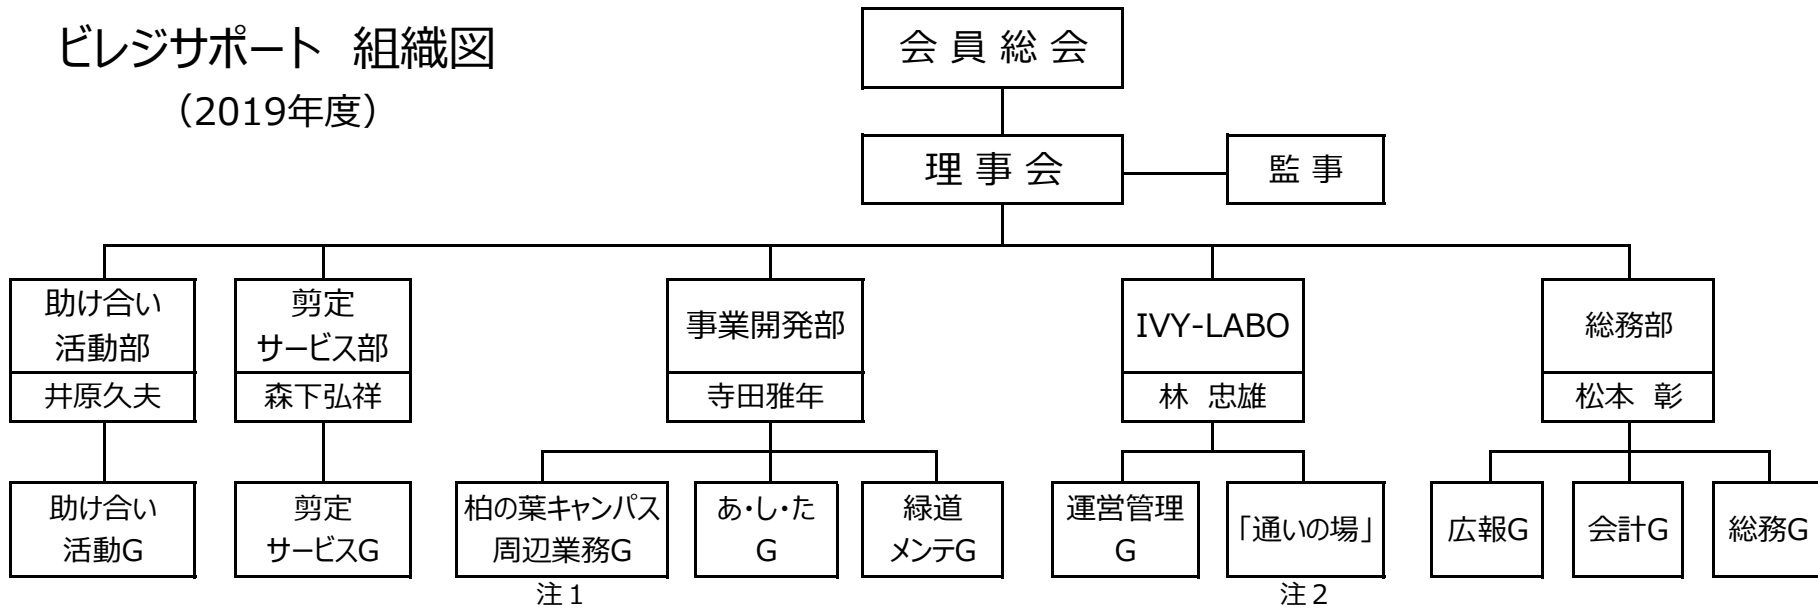 ビレジサポート 組織図
（2019年度）
会 員 総 会
理 事 会
監 事
助け合い
活動部
井原久夫
剪定
サービス部
森下弘祥
事業開発部
寺田雅年
IVY-LABO
林 忠雄
総務部
松本 彰
助け合い
活動G
剪定
サービスG
柏の葉キャンパス
周辺業務G
あ・し・た
G
緑道
メンテG
運営管理
G
「通いの場」
広報G
会計G
総務G
注１
注２